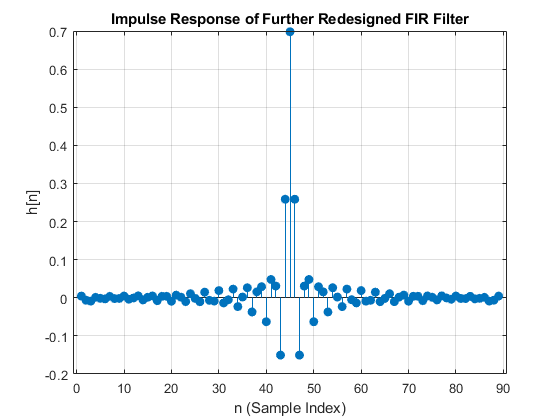 Impulse Response of Further Redesigned FIR Filter
0.7
0.6
0.5
0.4
0.3
0.2
0.1
0
-0.1
-0.2
h[n]
0 10 20 30 40 50 60 70 80 90
n (Sample Index)